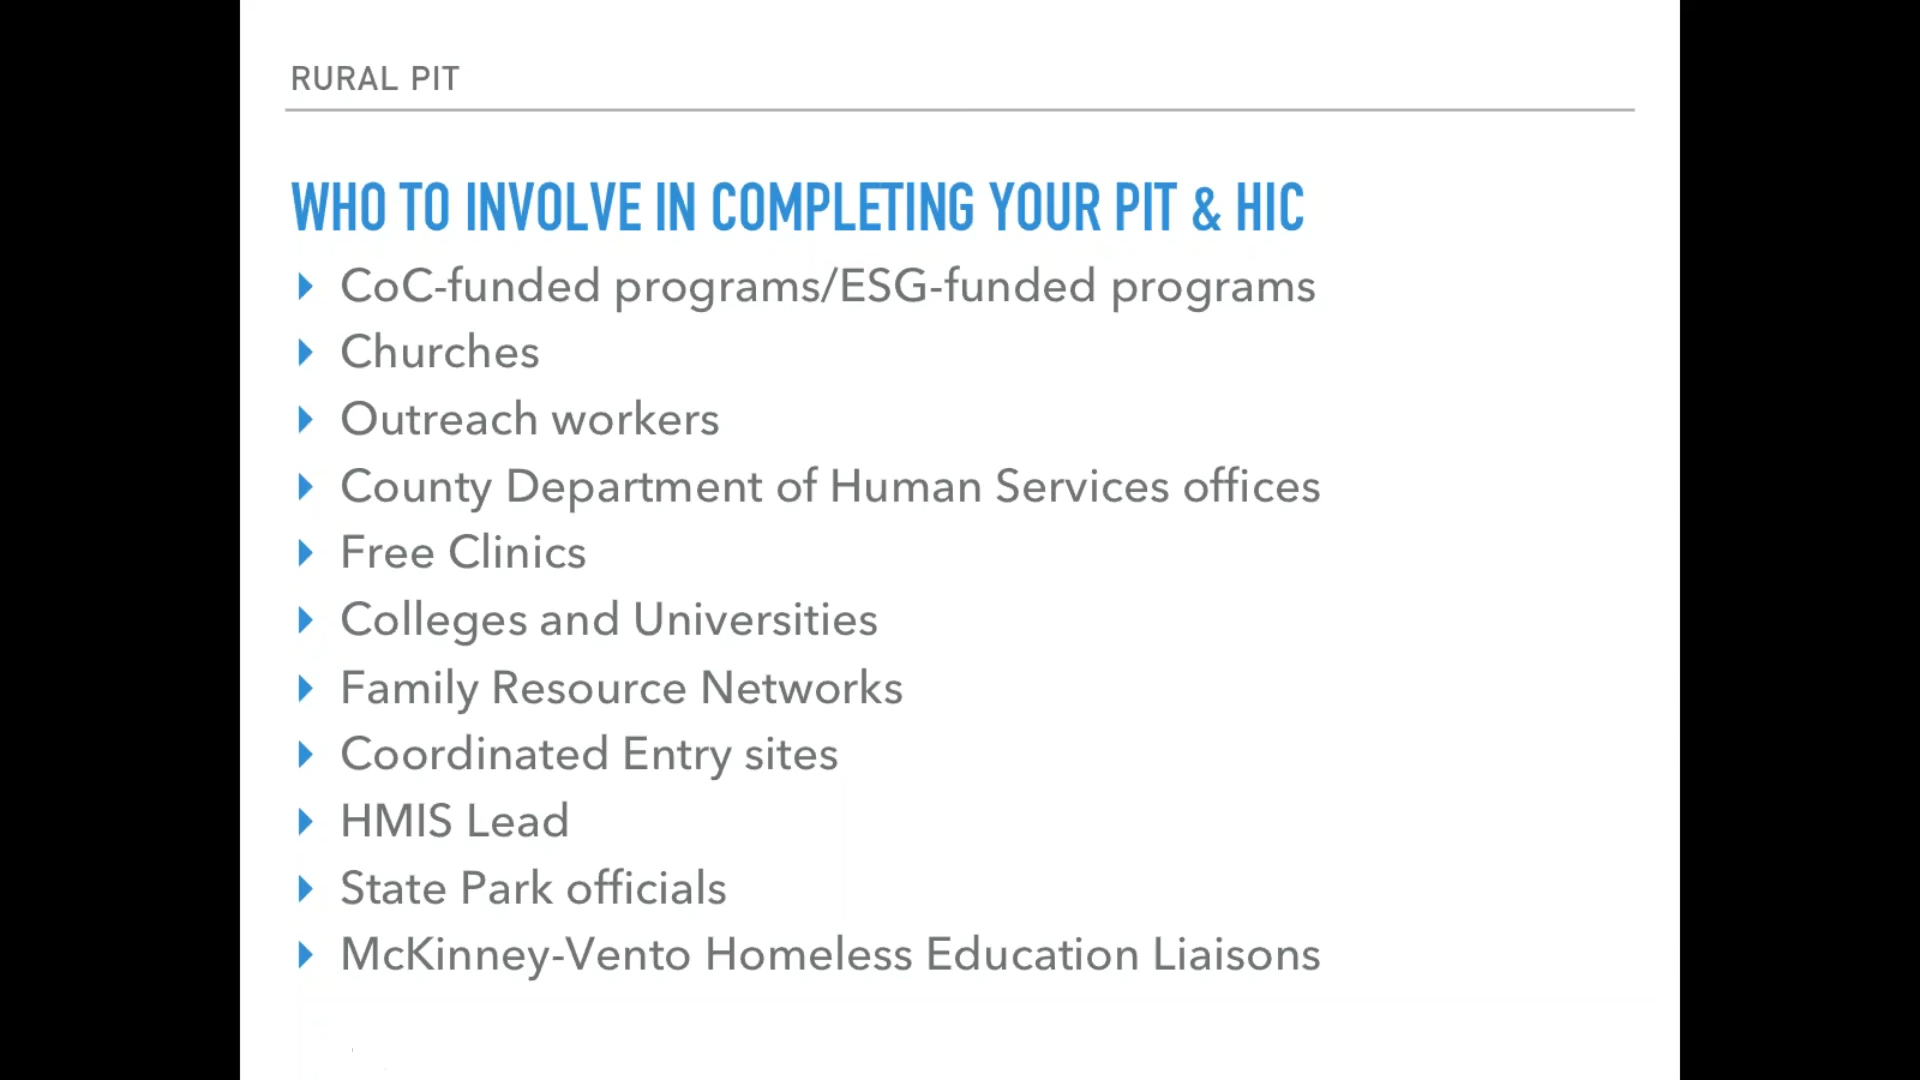 RURAL PIT
WHO TO INVOLVE IN COMPLETING YOUR PIT & HIC
CoC-funded programs/ESG-funded programs
Churches
Outreach workers
County Department of Human Services offices
Free Clinics
Colleges and Universities
Family Resource Networks
Coordinated Entry sites
HMIS Lead
State Park officials
McKinney-Vento Homeless Education Liaisons